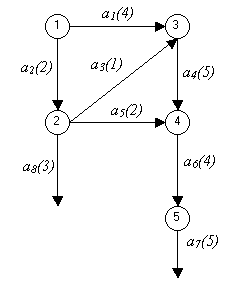 a1(4)
1
3
a2(2)
a3(1)
a4(5)
a5(2)
2
4
a8(3)
a6(4)
5
a7(5)